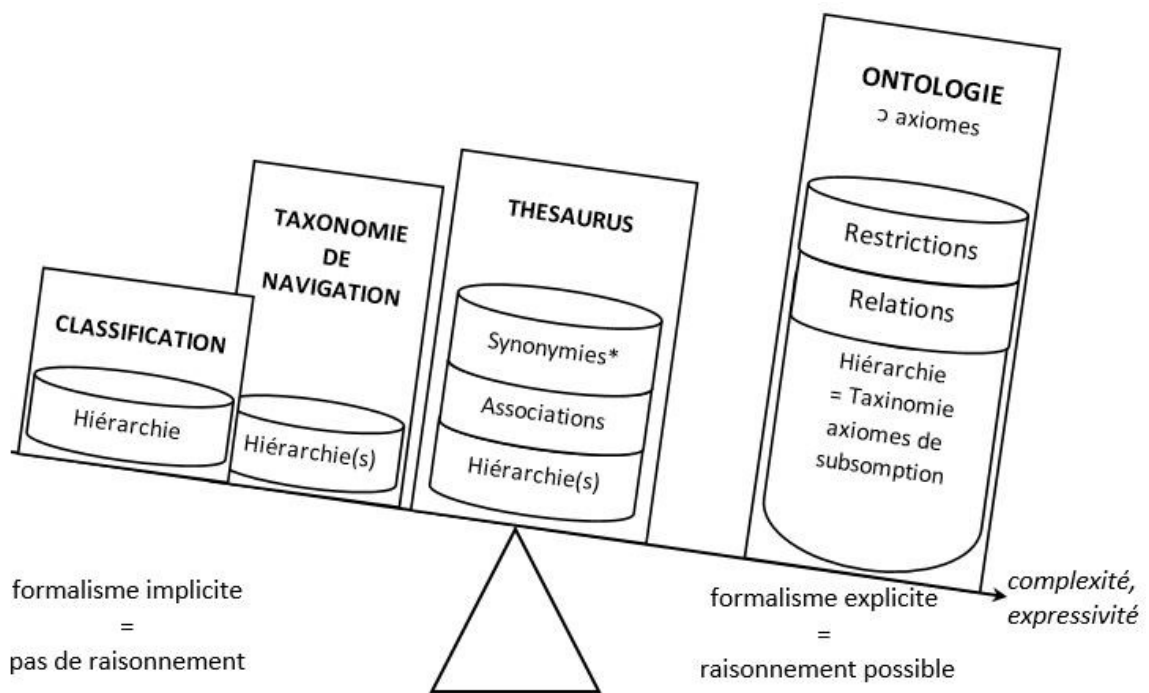 CLASSIFICATION
Hiérarchie
TAXONOMIE
DE
NAVIGATION
Hiérarchie(s)
THESAURUS
Synonymies*
Associations
Hiérarchie(s)
ONTOLOGIE
ɔ axiomes
Restrictions
Relations
Hiérarchie
= Taxinomie
axiomes de
subsomption
formalisme implicite
=
pas de raisonnement
formalisme explicite
=
raisonnement possible
complexité,
expressivité